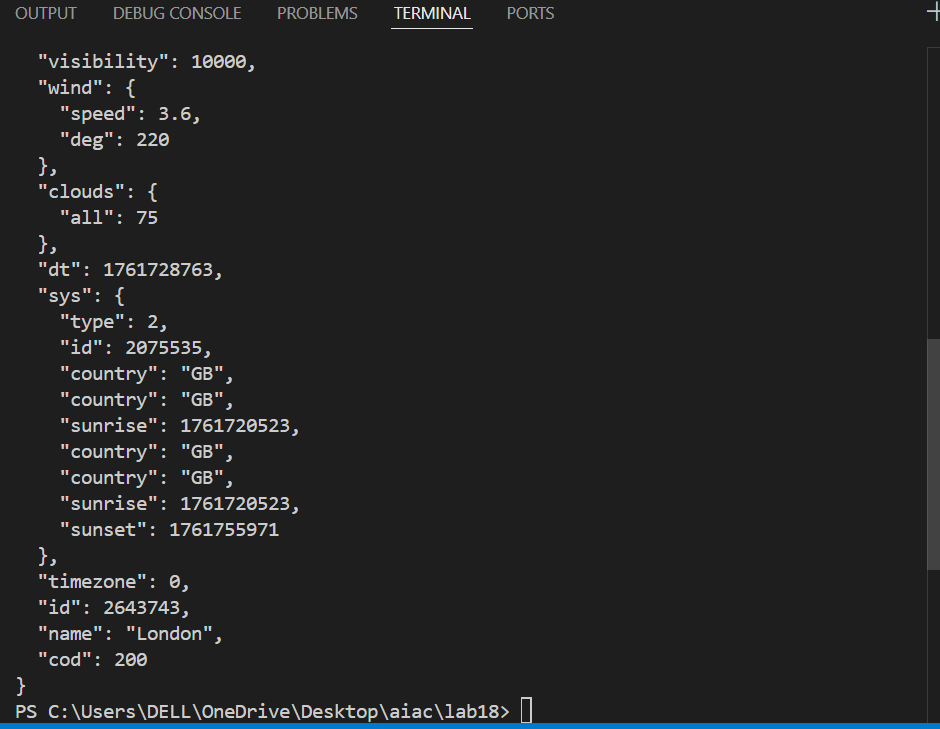 OUTPUT DEBUG CONSOLE PROBLEMS TERMINAL PORTS
"visibility": 10000,
"wind": {
"speed": 3.6,
"deg": 220
},
"clouds": {
"all": 75
},
"dt": 1761728763,
"sys": {
"type": 2,
"id": 2075535,
"country": "GB",
"country": "GB",
"sunrise": 1761720523,
"country": "GB",
"country": "GB",
"sunrise": 1761720523,
"sunset": 1761755971
},
"timezone": 0,
"id": 2643743,
"name": "London",
"cod": 200
}
PS C:\Users\DELL\OneDrive\Desktop\aiac\lab18>